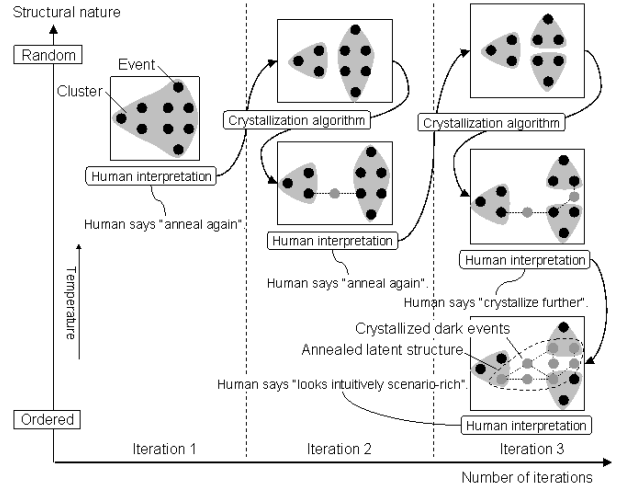 Structural nature
Random
Event
Cluster
Human interpretation
Human says "anneal again"
Crystallization algorithm
Human interpretation
Human says "anneal again".
Crystallization algorithm
Human interpretation
Human says "crystallize further".
Crystallized dark events
Annealed latent structure
Human says "looks intuitively scenario-rich".
Human interpretation
Temperature
Ordered
Iteration 1
Iteration 2
Iteration 3
Number of iterations